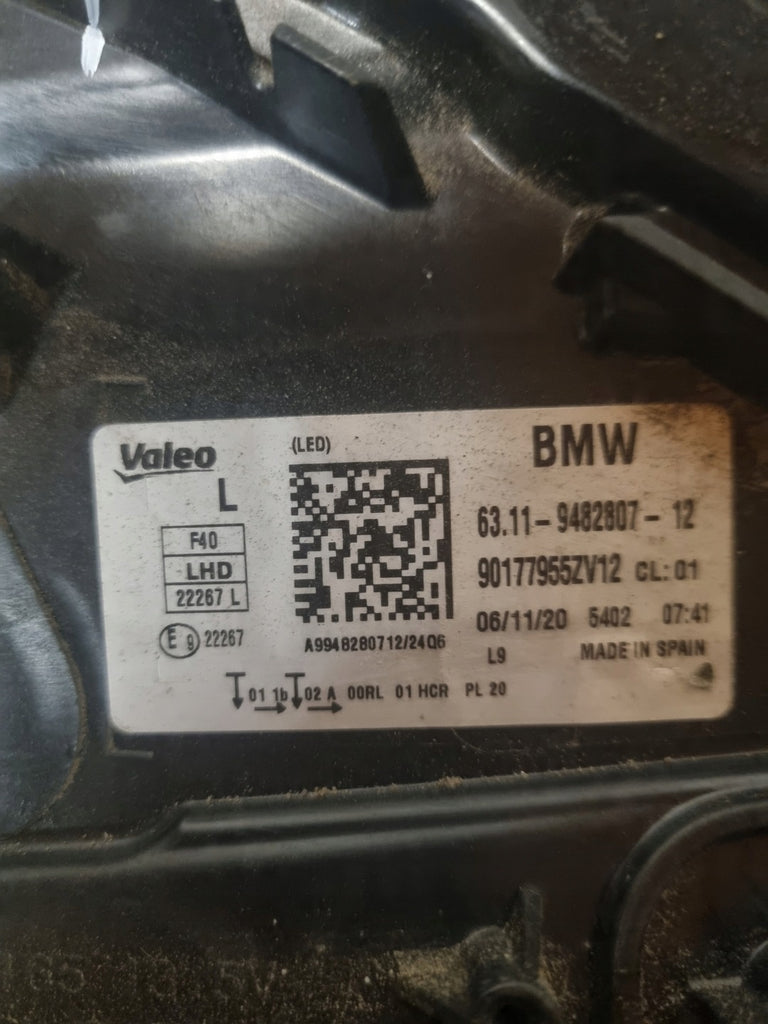 Valeo
(LED)
BMW
L
63.11-9482807-12
F40
LHD
22267 L
90177955ZV12 CL:01
06/11/20 5402 07:41
E 9 22267
A9948280712/24Q6
L9 MADE IN SPAIN
01 1b 02 A 00RL 01 HCR PL 20